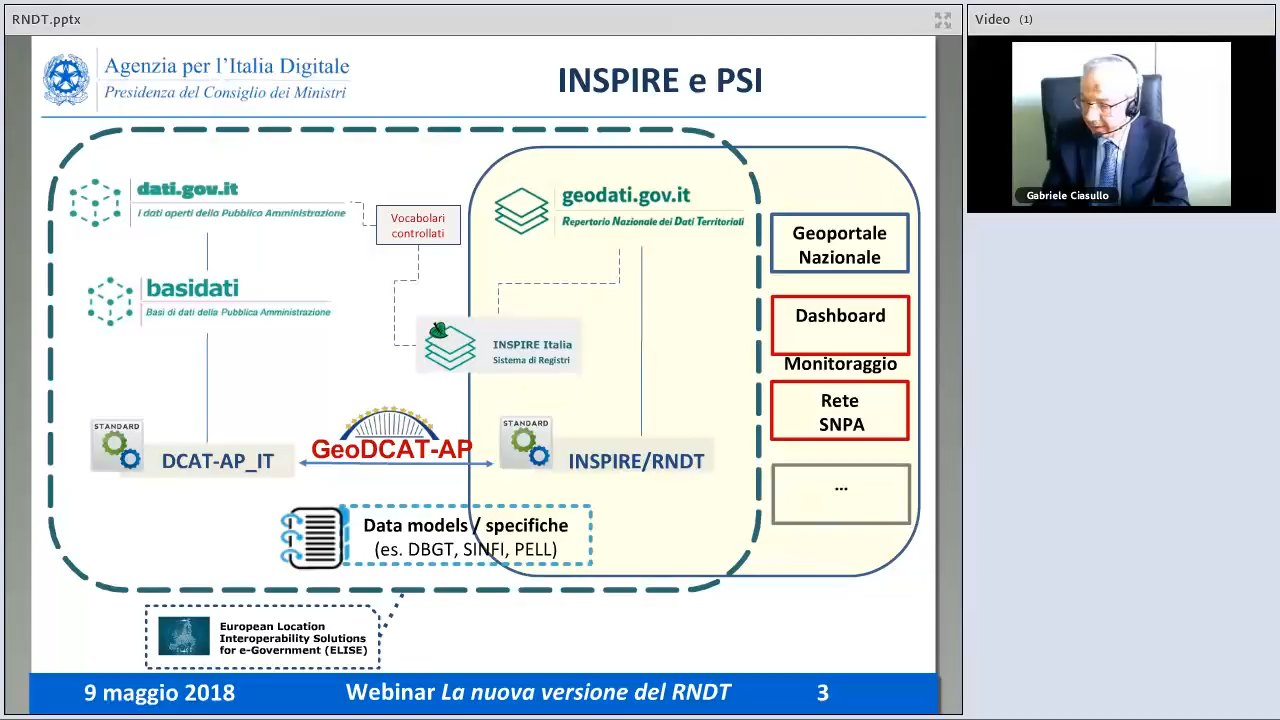 RNDT.pptx
Video (1)
Agenzia per l'Italia Digitale
Presidenza del Consiglio dei Ministri
INSPIRE e PSI
Gabriele Ciasullo
dati.gov.it
I dati aperti della Pubblica Amministrazione
Vocabolari
controllati
geodati.gov.it
Repertorio Nazionale dei Dati Territoriali
Geoportale
Nazionale
basidati
Basi di dati della Pubblica Amministrazione
Dashboard
Monitoraggio
INSPIRE Italia
Sistema di Registri
Rete
SNPA
STANDARD
DCAT-AP_IT
GeoDCAT-AP
STANDARD
INSPIRE/RNDT
...
Data models / specifiche
(es. DBGT, SINFI, PELL)
European Location
Interoperability Solutions
for e-Government (ELISE)
9 maggio 2018
Webinar La nuova versione del RNDT
3